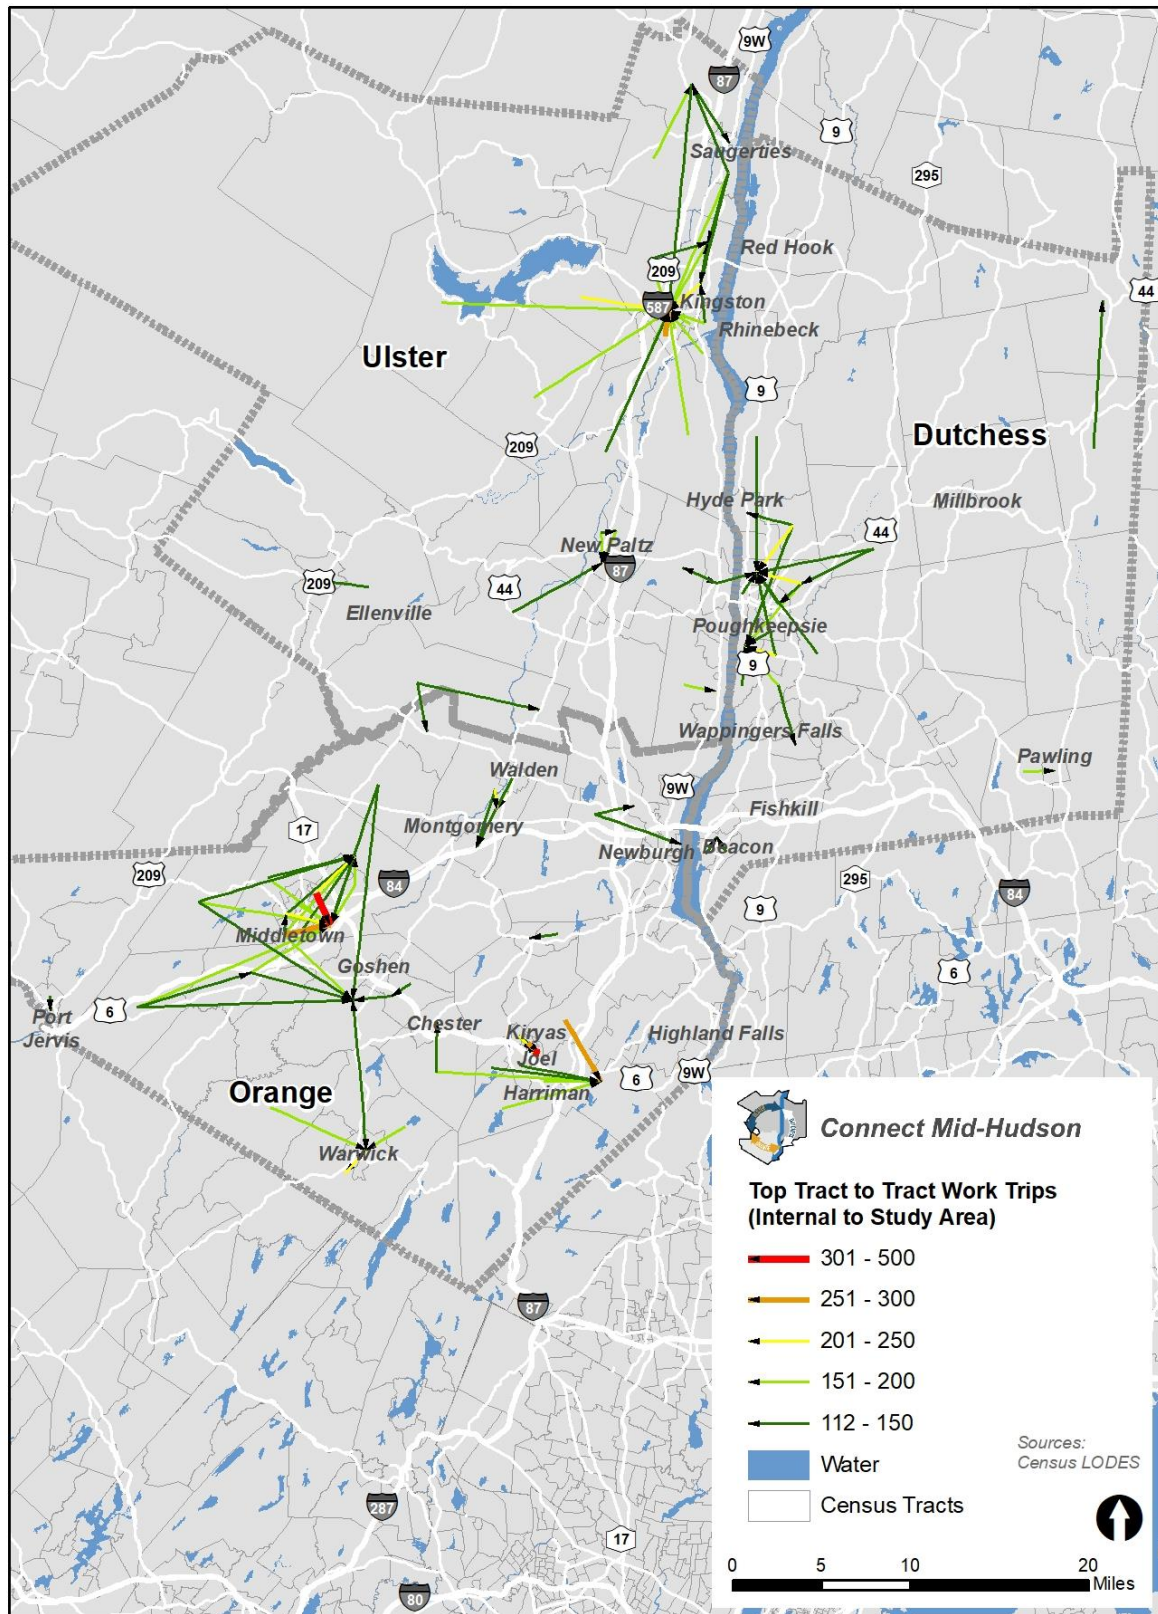 9W
87
9
Saugerties
295
Red Hook
209
44
Kingston
587
Rhinebeck
Ulster
9
Dutchess
209
Hyde Park
Millbrook
44
New Paltz
87
209
44
Ellenville
Poughkeepsie
9
Wappingers Falls
Pawling
Walden
9W
Fishkill
17
Montgomery
Newburgh
Beacon
209
84
295
84
9
Middletown
Goshen
6
6
Port
Jervis
Chester
Kiryas
Joel
Highland Falls
Harriman
6
9W
Orange
Warwick
Connect Mid-Hudson
Top Tract to Tract Work Trips
(Internal to Study Area)
301 - 500
251 - 300
201 - 250
151 - 200
112 - 150
Water
Census Tracts
Sources:
Census LODES
87
287
17
80
0 5 10 20
Miles